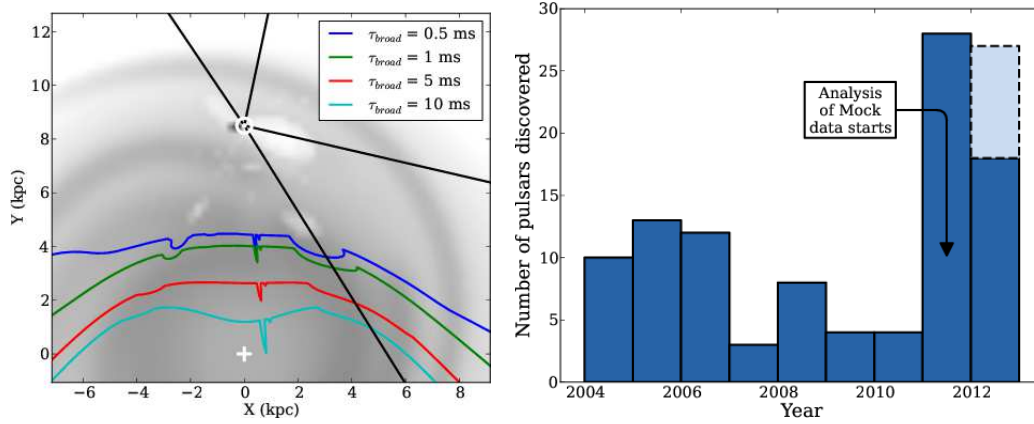 12
10
8
6
4
2
0
Y (kpc)
−6 −4 −2 0 2 4 6 8
X (kpc)
τbroad = 0.5 ms
τbroad = 1 ms
τbroad = 5 ms
τbroad = 10 ms
30
25
20
15
10
5
0
Number of pulsars discovered
2004 2006 2008 2010 2012
Year
Analysis
of Mock
data starts